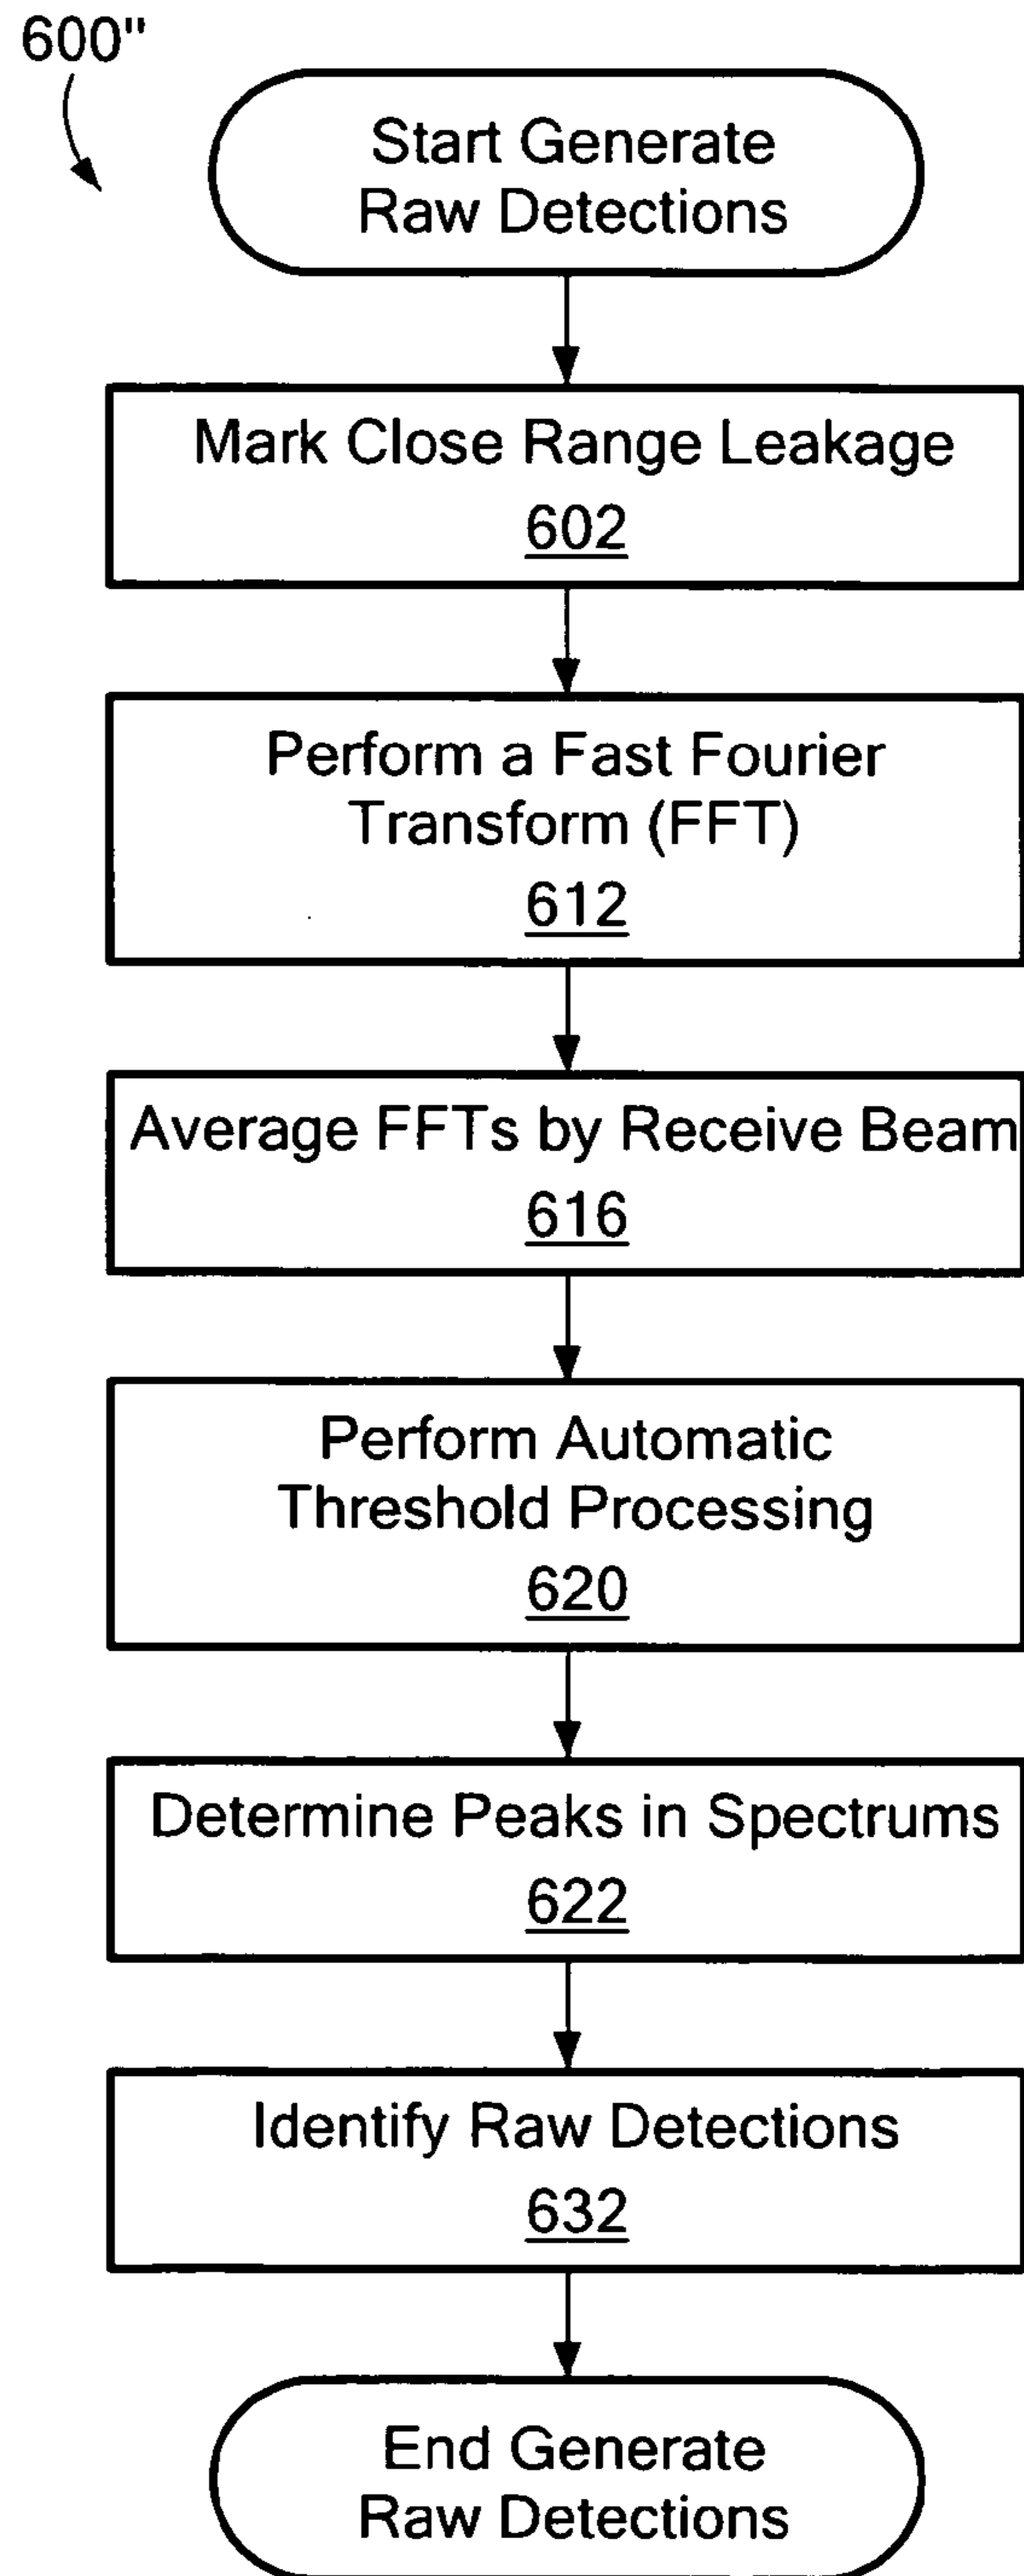 600"
Start Generate
Raw Detections
Mark Close Range Leakage
602
Perform a Fast Fourier
Transform (FFT)
612
Average FFTs by Receive Beam
616
Perform Automatic
Threshold Processing
620
Determine Peaks in Spectrums
622
Identify Raw Detections
632
End Generate
Raw Detections